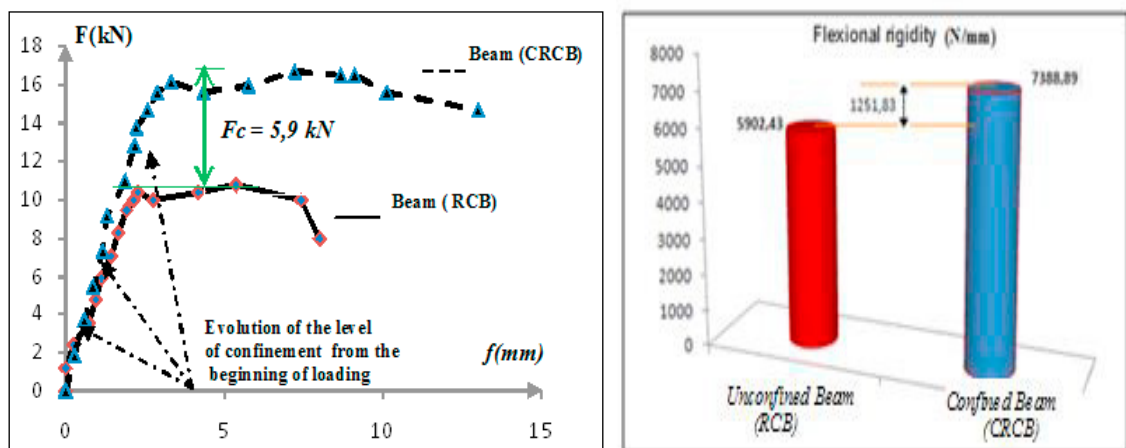 F(kN)
18
16
14
12
10
8
6
4
2
0
0
5
10
15
Beam (CRCB)
Fc = 5,9 kN
Beam ( RCB)
Evolution of the level
of confinement from the
beginning of loading
f(mm)
Flexional rigidity (N/mm)
8000
7000
6000
5000
4000
3000
2000
1000
0
5902,43
1251,83
7388,89
Unconfined Beam
(RCB)
Confined Beam
(CRCB)